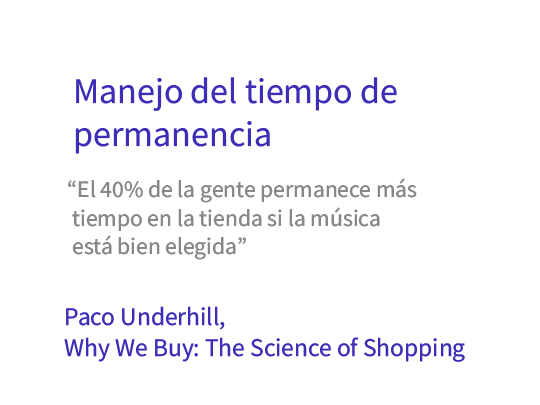 Manejo del tiempo de
permanencia
“El 40% de la gente permanece más
tiempo en la tienda si la música
está bien elegida”
Paco Underhill,
Why We Buy: The Science of Shopping